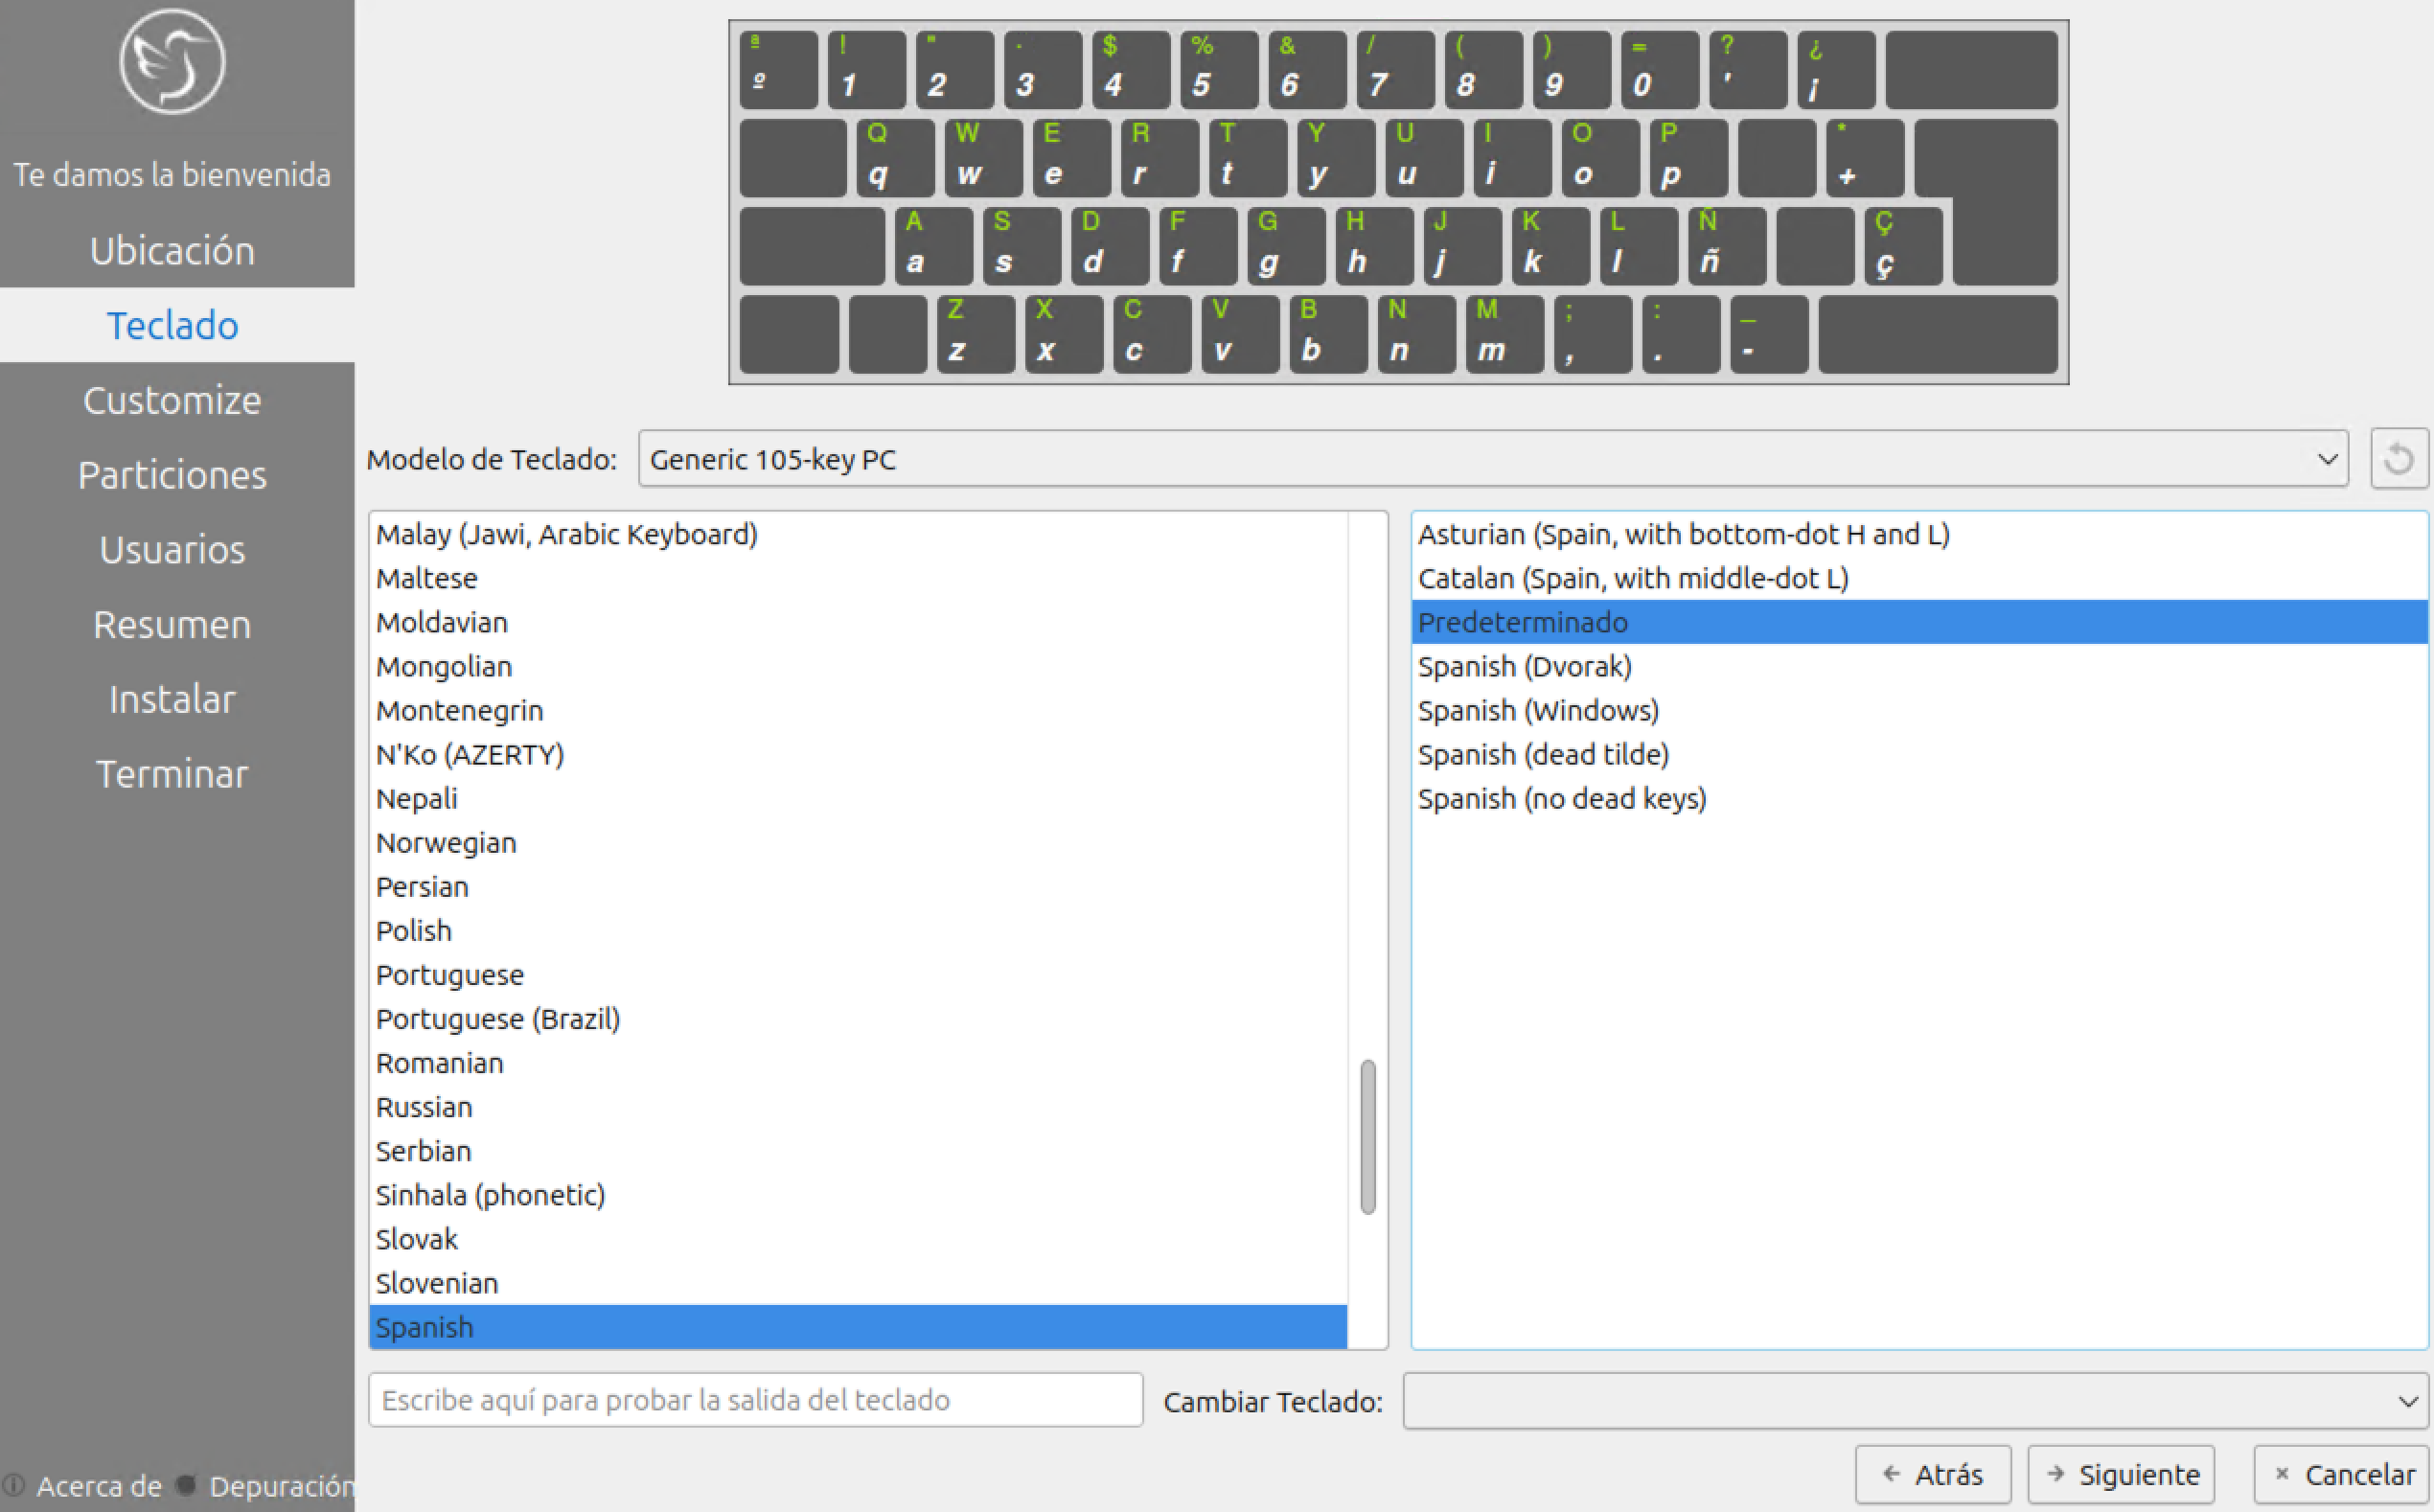 Te damos la bienvenida
Ubicación
Teclado
Customize
Particiones
Usuarios
Resumen
Instalar
Terminar
Acerca de Depuración
ª ! " · $ % & / ( ) = ? ¿
º 1 2 3 4 5 6 7 8 9 0 ' ¡
Q W E R T Y U I O P *
q w e r t y u i o p +
A S D F G H J K L Ñ Ç
a s d f g h j k l ñ ç
Z X C V B N M ; : _
z x c v b n m , . -
Modelo de Teclado: Generic 105-key PC
Malay (Jawi, Arabic Keyboard)
Maltese
Moldavian
Mongolian
Montenegrin
N'Ko (AZERTY)
Nepali
Norwegian
Persian
Polish
Portuguese
Portuguese (Brazil)
Romanian
Russian
Serbian
Sinhala (phonetic)
Slovak
Slovenian
Spanish
Asturian (Spain, with bottom-dot H and L)
Catalan (Spain, with middle-dot L)
Predeterminado
Spanish (Dvorak)
Spanish (Windows)
Spanish (dead tilde)
Spanish (no dead keys)
Escribe aquí para probar la salida del teclado
Cambiar Teclado:
Atrás
Siguiente
Cancelar